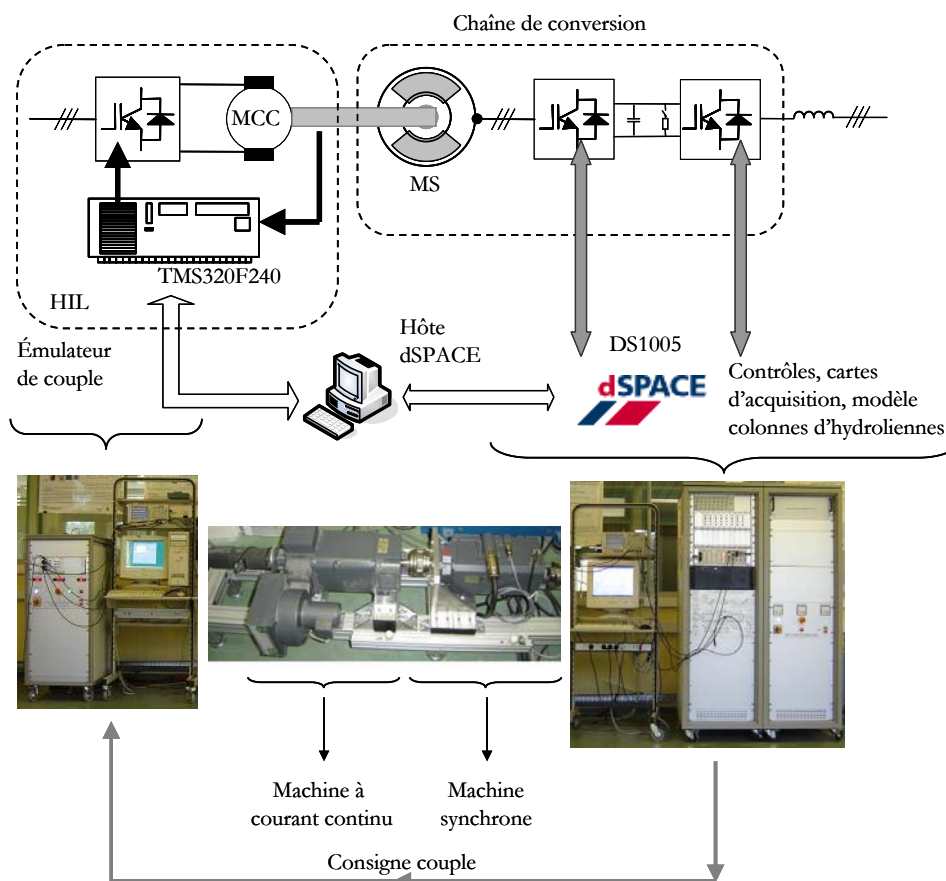 Chaîne de conversion
MCC
MS
TMS320F240
HIL
Émulateur
de couple
Hôte
dSPACE
DS1005
dSPACE
Contrôles, cartes
d'acquisition, modèle
colonnes d'hydroliennes
Machine à
courant continu
Machine
synchrone
Consigne couple